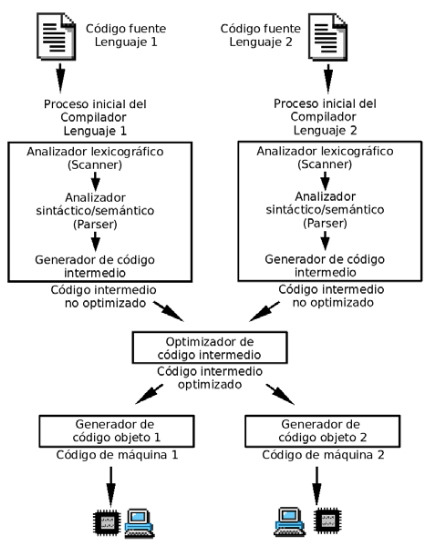 Código fuente
Lenguaje 1
Código fuente
Lenguaje 2
Proceso inicial del
Compilador
Lenguaje 1
Proceso inicial del
Compilador
Lenguaje 2
Analizador lexicográfico
(Scanner)
Analizador
sintáctico/semántico
(Parser)
Generador de código
intermedio
Analizador lexicográfico
(Scanner)
Analizador
sintáctico/semántico
(Parser)
Generador de código
intermedio
Código intermedio
no optimizado
Código intermedio
no optimizado
Optimizador de
código intermedio
Código intermedio
optimizado
Generador de
código objeto 1
Código de máquina 1
Generador de
código objeto 2
Código de máquina 2